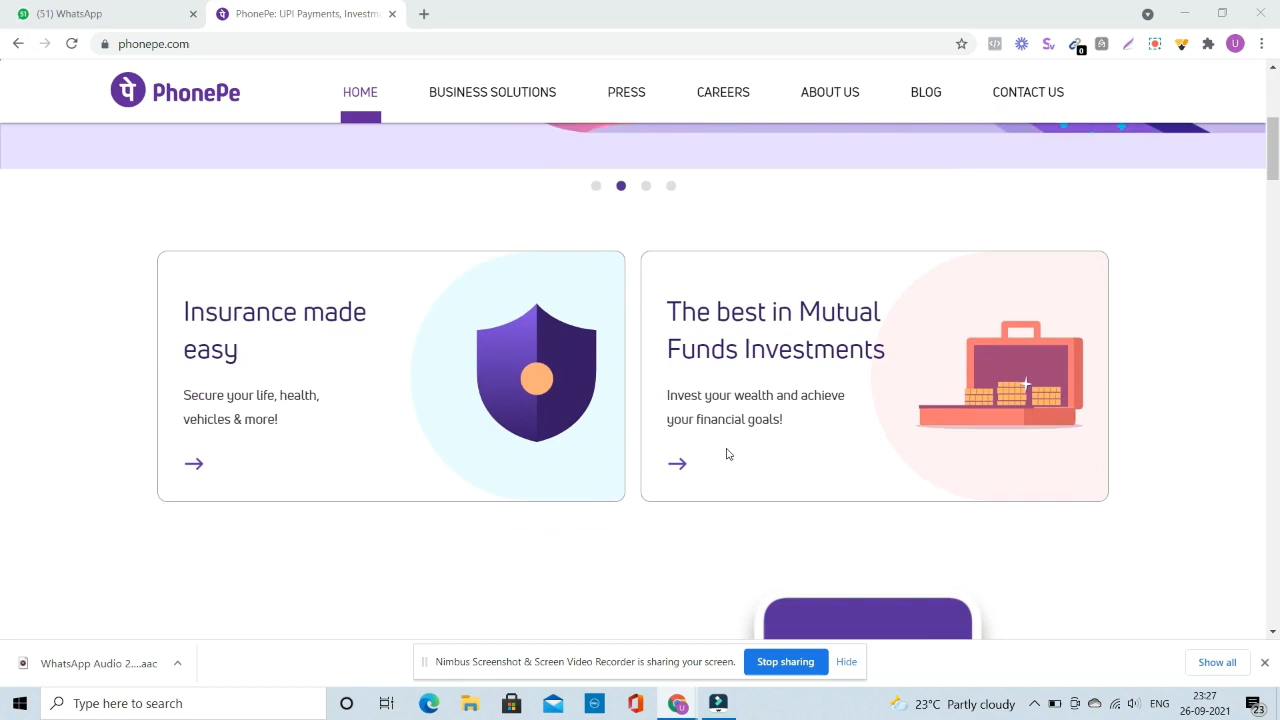 (51) WhatsApp
PhonePe: UPI Payments, Investm
phonepe.com
0
U
पे PhonePe
HOME
BUSINESS SOLUTIONS
PRESS
CAREERS
ABOUT US
BLOG
CONTACT US
Insurance made
easy
Secure your life, health,
vehicles & more!
The best in Mutual
Funds Investments
Invest your wealth and achieve
your financial goals!
WhatsApp Audio 2....aac
Nimbus Screenshot & Screen Video Recorder is sharing your screen.
Stop sharing
Hide
Show all
Type here to search
23°C Partly cloudy
ENG
23:27
26-09-2021
23